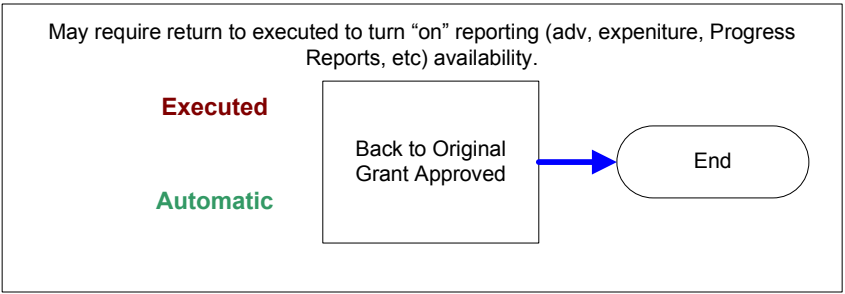 May require return to executed to turn “on” reporting (adv, expeniture, Progress
Reports, etc) availability.
Executed
Back to Original
Grant Approved
End
Automatic